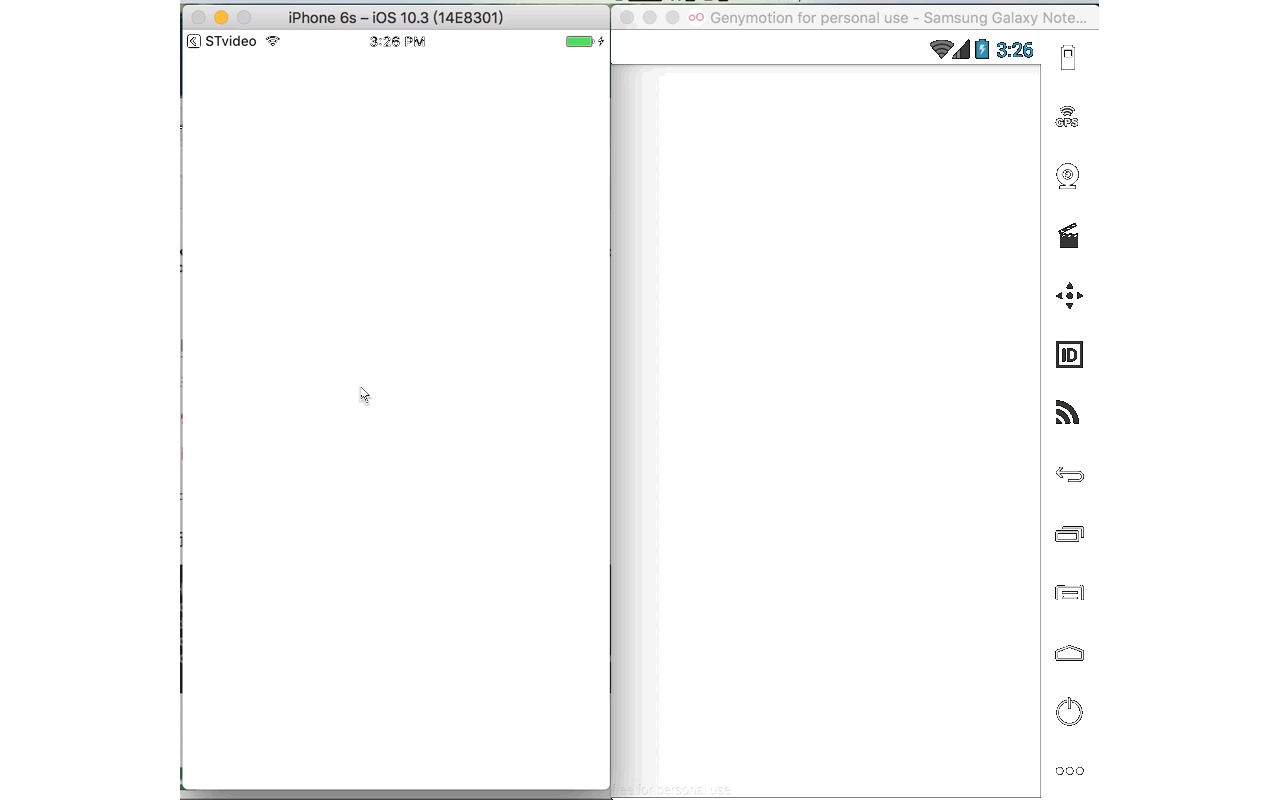 iPhone 6s – iOS 10.3 (14E8301)
STvideo
3:26 PM
Genymotion for personal use - Samsung Galaxy Note...
3:26
GPS
ID
free for personal use